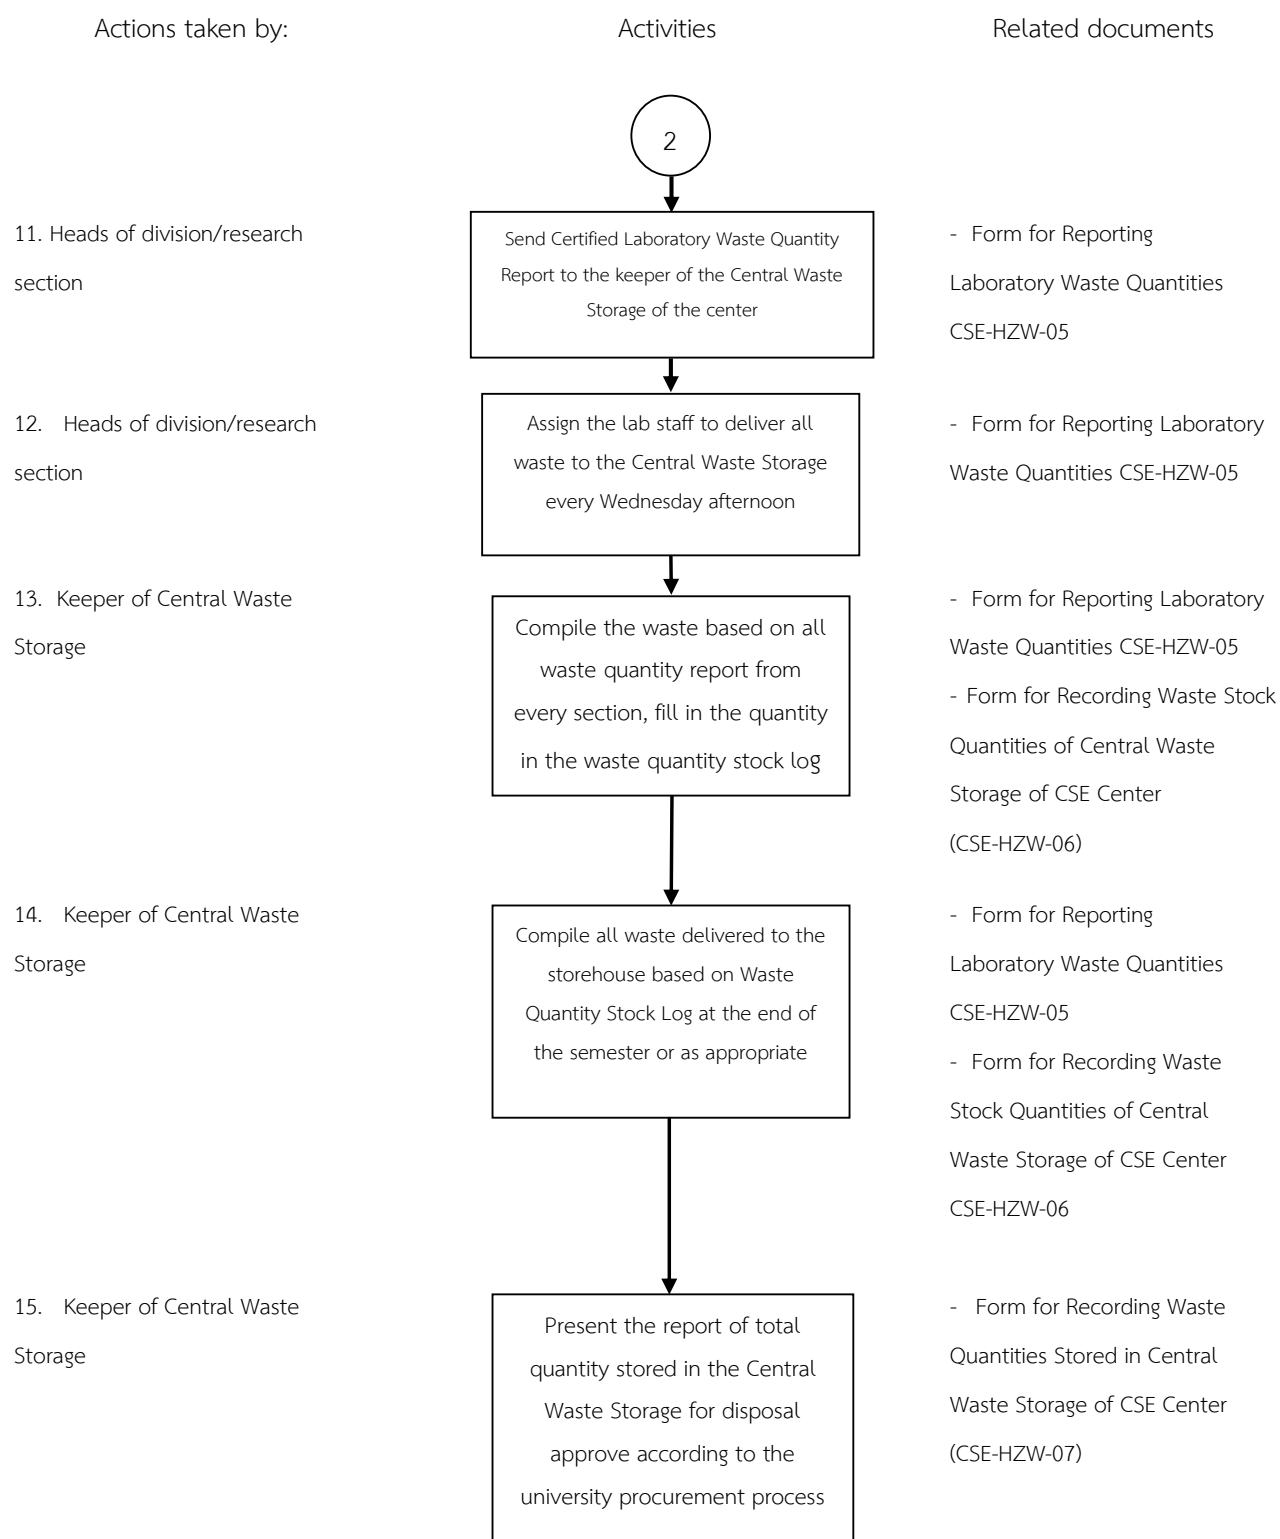 Actions taken by:
Activities
Related documents
2
11. Heads of division/research
section
Send Certified Laboratory Waste Quantity
Report to the keeper of the Central Waste
Storage of the center
- Form for Reporting
Laboratory Waste Quantities
CSE-HZW-05
12. Heads of division/research
section
Assign the lab staff to deliver all
waste to the Central Waste Storage
every Wednesday afternoon
- Form for Reporting Laboratory
Waste Quantities CSE-HZW-05
13. Keeper of Central Waste
Storage
Compile the waste based on all
waste quantity report from
every section, fill in the quantity
in the waste quantity stock log
- Form for Reporting Laboratory
Waste Quantities CSE-HZW-05
- Form for Recording Waste Stock
Quantities of Central Waste
Storage of CSE Center
(CSE-HZW-06)
14. Keeper of Central Waste
Storage
Compile all waste delivered to the
storehouse based on Waste
Quantity Stock Log at the end of
the semester or as appropriate
- Form for Reporting
Laboratory Waste Quantities
CSE-HZW-05
- Form for Recording Waste
Stock Quantities of Central
Waste Storage of CSE Center
CSE-HZW-06
15. Keeper of Central Waste
Storage
Present the report of total
quantity stored in the Central
Waste Storage for disposal
approve according to the
university procurement process
- Form for Recording Waste
Quantities Stored in Central
Waste Storage of CSE Center
(CSE-HZW-07)